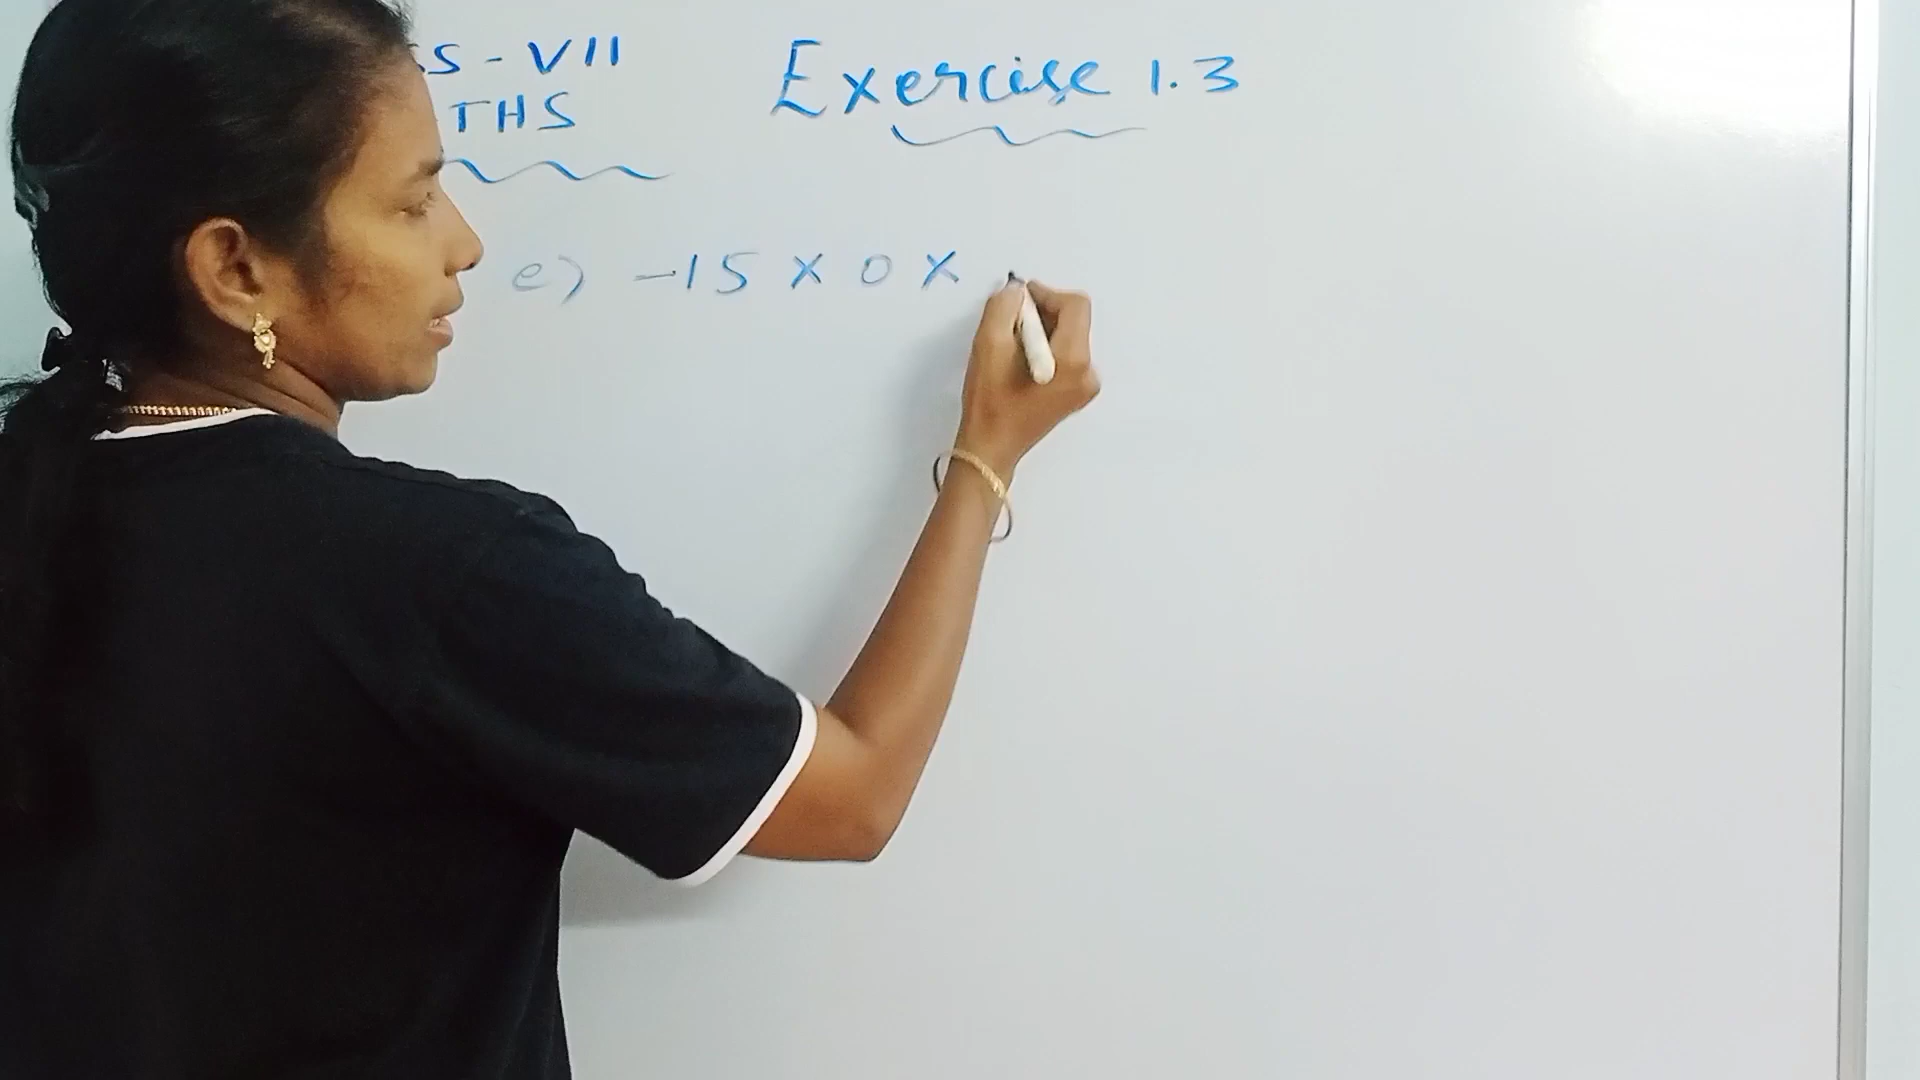 SS - VII
THS
Exercise 1.3
e) -15 × 0 ×